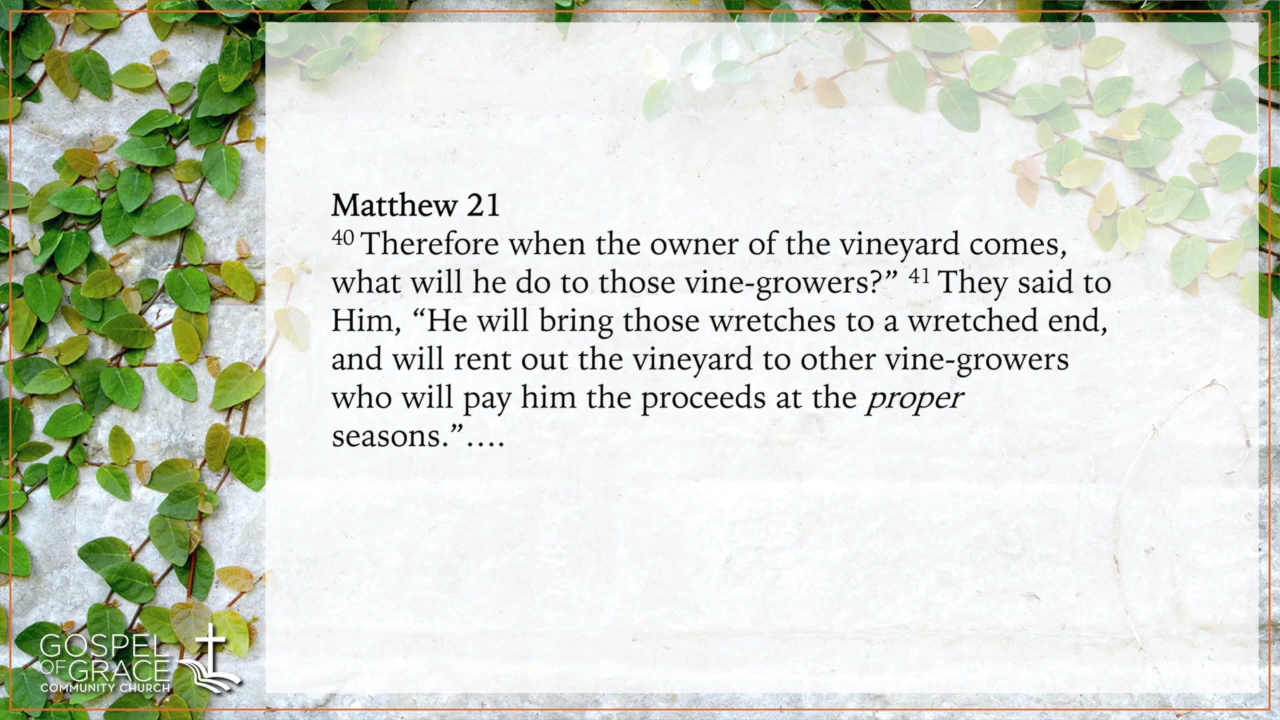 Matthew 21
40 Therefore when the owner of the vineyard comes,
what will he do to those vine-growers?” 41 They said to
Him, “He will bring those wretches to a wretched end,
and will rent out the vineyard to other vine-growers
who will pay him the proceeds at the proper
seasons.”….
GOSPEL
OF GRACE
COMMUNITY CHURCH